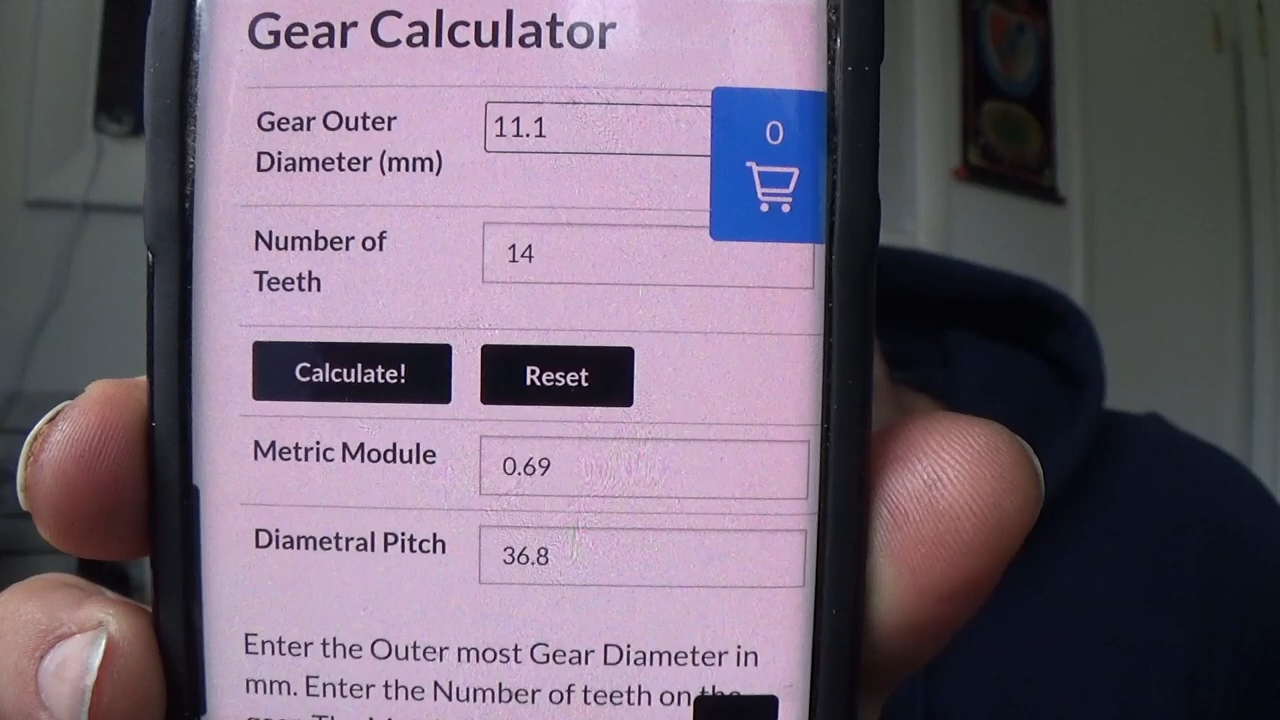 Gear Calculator
Gear Outer
Diameter (mm)
11.1
0
Number of
Teeth
14
Calculate!
Reset
Metric Module
0.69
Diametral Pitch
36.8
Enter the Outer most Gear Diameter in
mm. Enter the Number of teeth on the